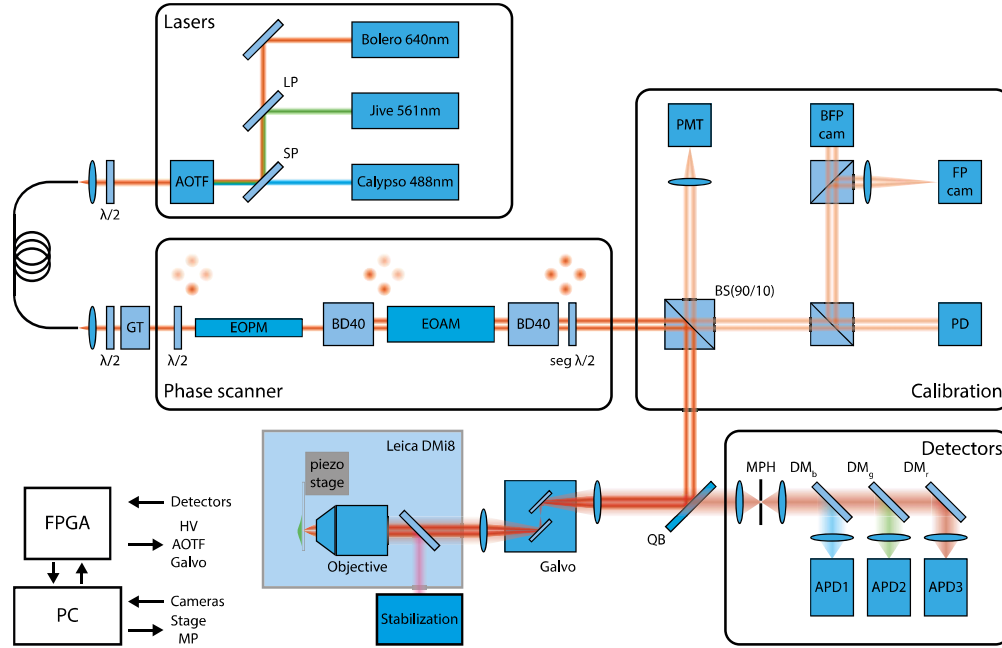 Lasers
Bolero 640nm
LP
Jive 561nm
SP
AOTF
Calypso 488nm
λ/2
PMT
BFP
cam
FP
cam
BS(90/10)
PD
Calibration
GT
λ/2
λ/2
EOPM
BD40
EOAM
BD40
seg λ/2
Phase scanner
Leica DMi8
piezo
stage
Objective
Stabilization
Galvo
QB
Detectors
MPH
DMb
DMg
DMr
APD1
APD2
APD3
FPGA
Detectors
HV
AOTF
Galvo
PC
Cameras
Stage
MP